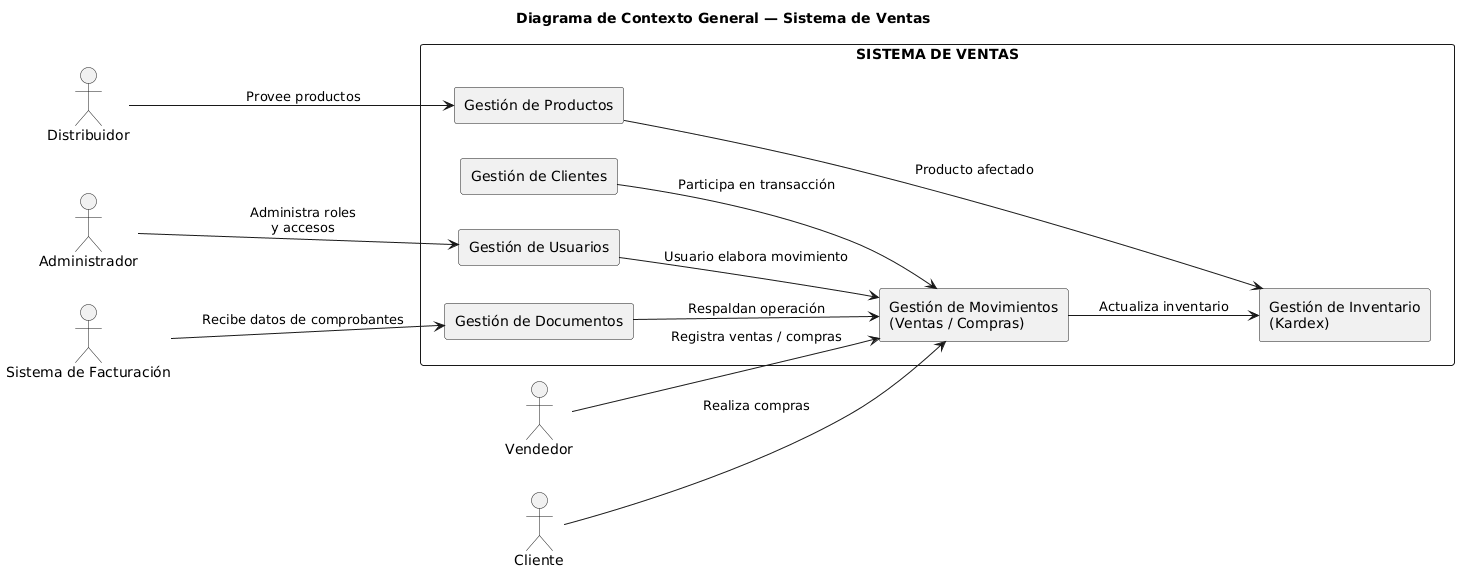 Diagrama de Contexto General — Sistema de Ventas
SISTEMA DE VENTAS
Distribuidor
Provee productos
Gestión de Productos
Producto afectado
Gestión de Clientes
Participa en transacción
Administrador
Administra roles
y accesos
Gestión de Usuarios
Usuario elabora movimiento
Sistema de Facturación
Recibe datos de comprobantes
Gestión de Documentos
Respaldan operación
Gestión de Movimientos
(Ventas / Compras)
Actualiza inventario
Gestión de Inventario
(Kardex)
Registra ventas / compras
Vendedor
Realiza compras
Cliente